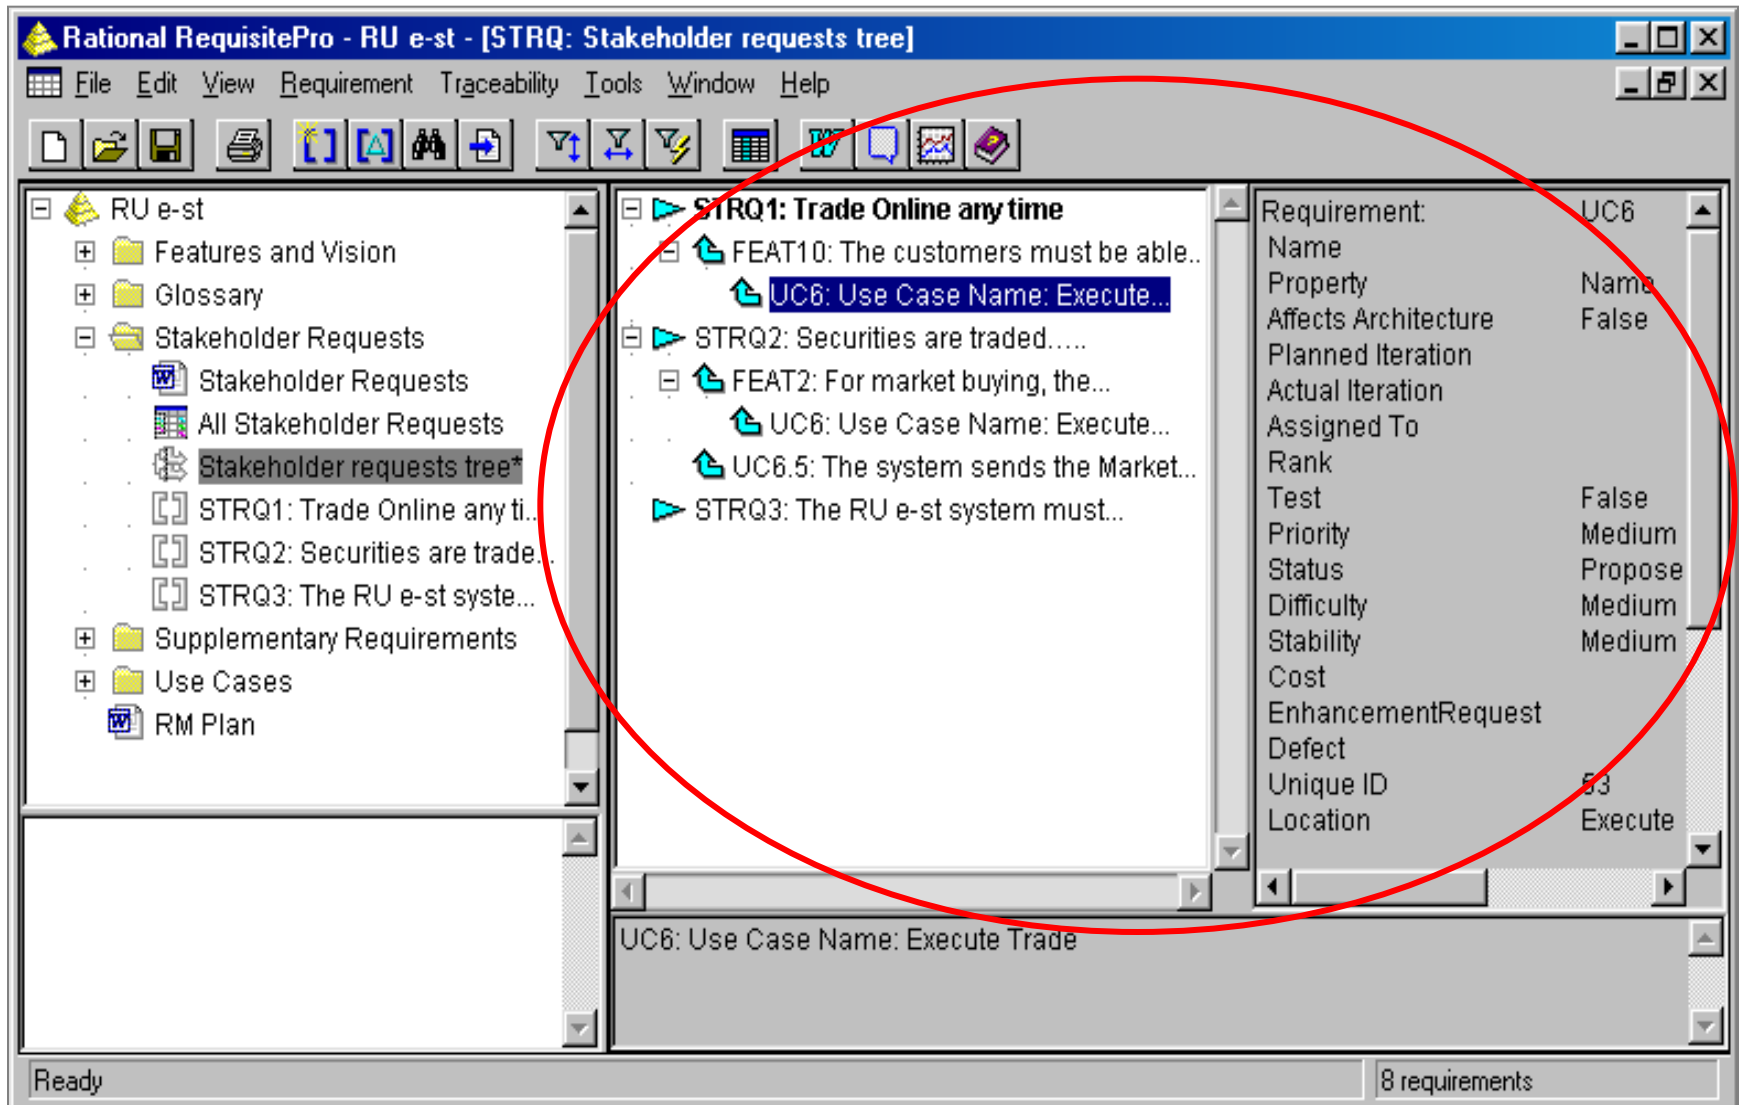 Rational RequisitePro - RU e-st - [STRQ: Stakeholder requests tree]
File Edit View Requirement Traceability Tools Window Help
RU e-st
Features and Vision
Glossary
Stakeholder Requests
Stakeholder Requests
All Stakeholder Requests
Stakeholder requests tree*
STRQ1: Trade Online any ti...
STRQ2: Securities are trade...
STRQ3: The RU e-st syste...
Supplementary Requirements
Use Cases
RM Plan
STRQ1: Trade Online any time
FEAT10: The customers must be able..
UC6: Use Case Name: Execute...
STRQ2: Securities are traded.....
FEAT2: For market buying, the...
UC6: Use Case Name: Execute...
UC6.5: The system sends the Market...
STRQ3: The RU e-st system must...
Requirement: UC6
Name
Property Name
Affects Architecture False
Planned Iteration
Actual Iteration
Assigned To
Rank
Test False
Priority Medium
Status Propose
Difficulty Medium
Stability Medium
Cost
EnhancementRequest
Defect
Unique ID 63
Location Execute
UC6: Use Case Name: Execute Trade
Ready 8 requirements